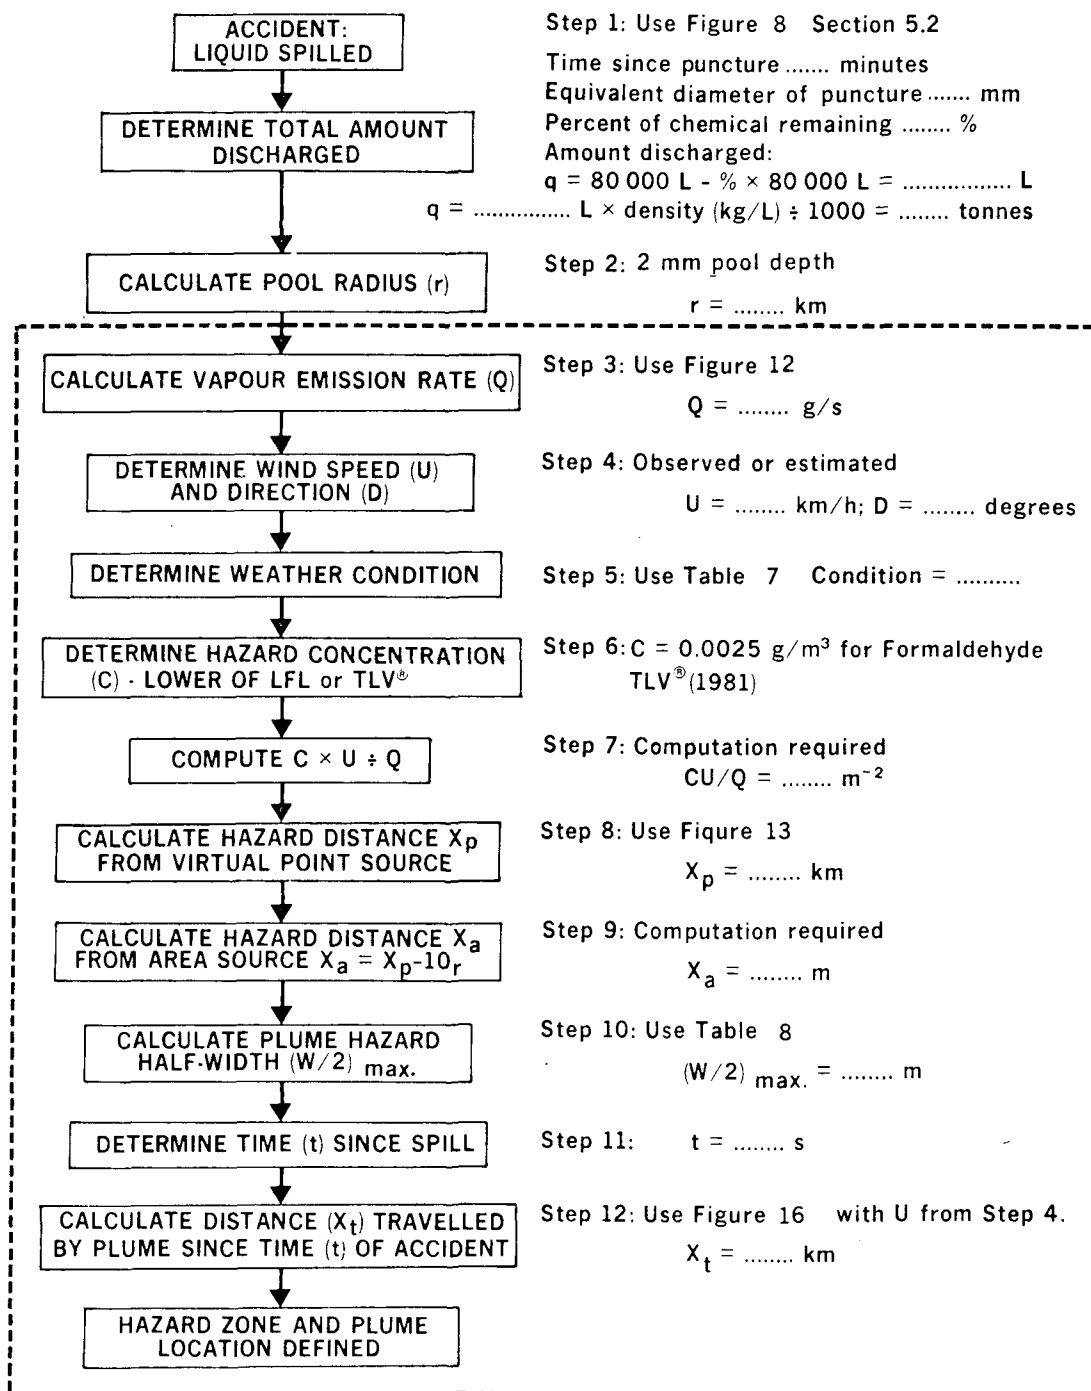 ACCIDENT:
LIQUID SPILLED
Step 1: Use Figure 8 Section 5.2
Time since puncture ....... minutes
Equivalent diameter of puncture ....... mm
Percent of chemical remaining ........ %
Amount discharged:
q = 80 000 L - % × 80 000 L = ................. L
q = ............... L × density (kg/L) ÷ 1000 = ........ tonnes
DETERMINE TOTAL AMOUNT
DISCHARGED
CALCULATE POOL RADIUS (r)
Step 2: 2 mm pool depth
r = ........ km
CALCULATE VAPOUR EMISSION RATE (Q)
Step 3: Use Figure 12
Q = ........ g/s
DETERMINE WIND SPEED (U)
AND DIRECTION (D)
Step 4: Observed or estimated
U = ........ km/h; D = ........ degrees
DETERMINE WEATHER CONDITION
Step 5: Use Table 7 Condition = ..........
DETERMINE HAZARD CONCENTRATION
(C) - LOWER OF LFL or TLV®
Step 6: C = 0.0025 g/m³ for Formaldehyde
TLV®(1981)
COMPUTE C × U ÷ Q
Step 7: Computation required
CU/Q = ........ m⁻²
CALCULATE HAZARD DISTANCE Xp
FROM VIRTUAL POINT SOURCE
Step 8: Use Figure 13
Xp = ........ km
CALCULATE HAZARD DISTANCE Xa
FROM AREA SOURCE Xa = Xp-10r
Step 9: Computation required
Xa = ........ m
CALCULATE PLUME HAZARD
HALF-WIDTH (W/2) max.
Step 10: Use Table 8
(W/2) max. = ........ m
DETERMINE TIME (t) SINCE SPILL
Step 11: t = ........ s
CALCULATE DISTANCE (Xt) TRAVELLED
BY PLUME SINCE TIME (t) OF ACCIDENT
Step 12: Use Figure 16 with U from Step 4.
Xt = ........ km
HAZARD ZONE AND PLUME
LOCATION DEFINED